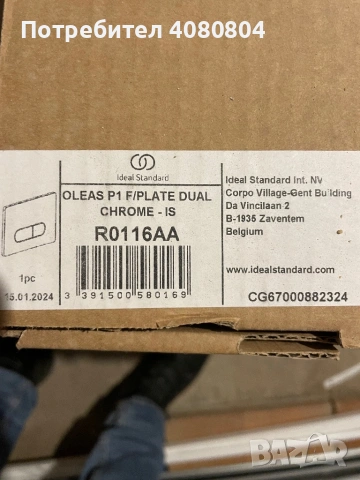 Потребител 4080804
Ideal Standard
OLEAS P1 F/PLATE DUAL
CHROME - IS
R0116AA
Ideal Standard Int. NV
Corpo Village-Gent Building
Da Vincilaan 2
B-1935 Zaventem
Belgium
www.idealstandard.com
1pc
15.01.2024
3 391500 580169
CG67000882324
BAZAR